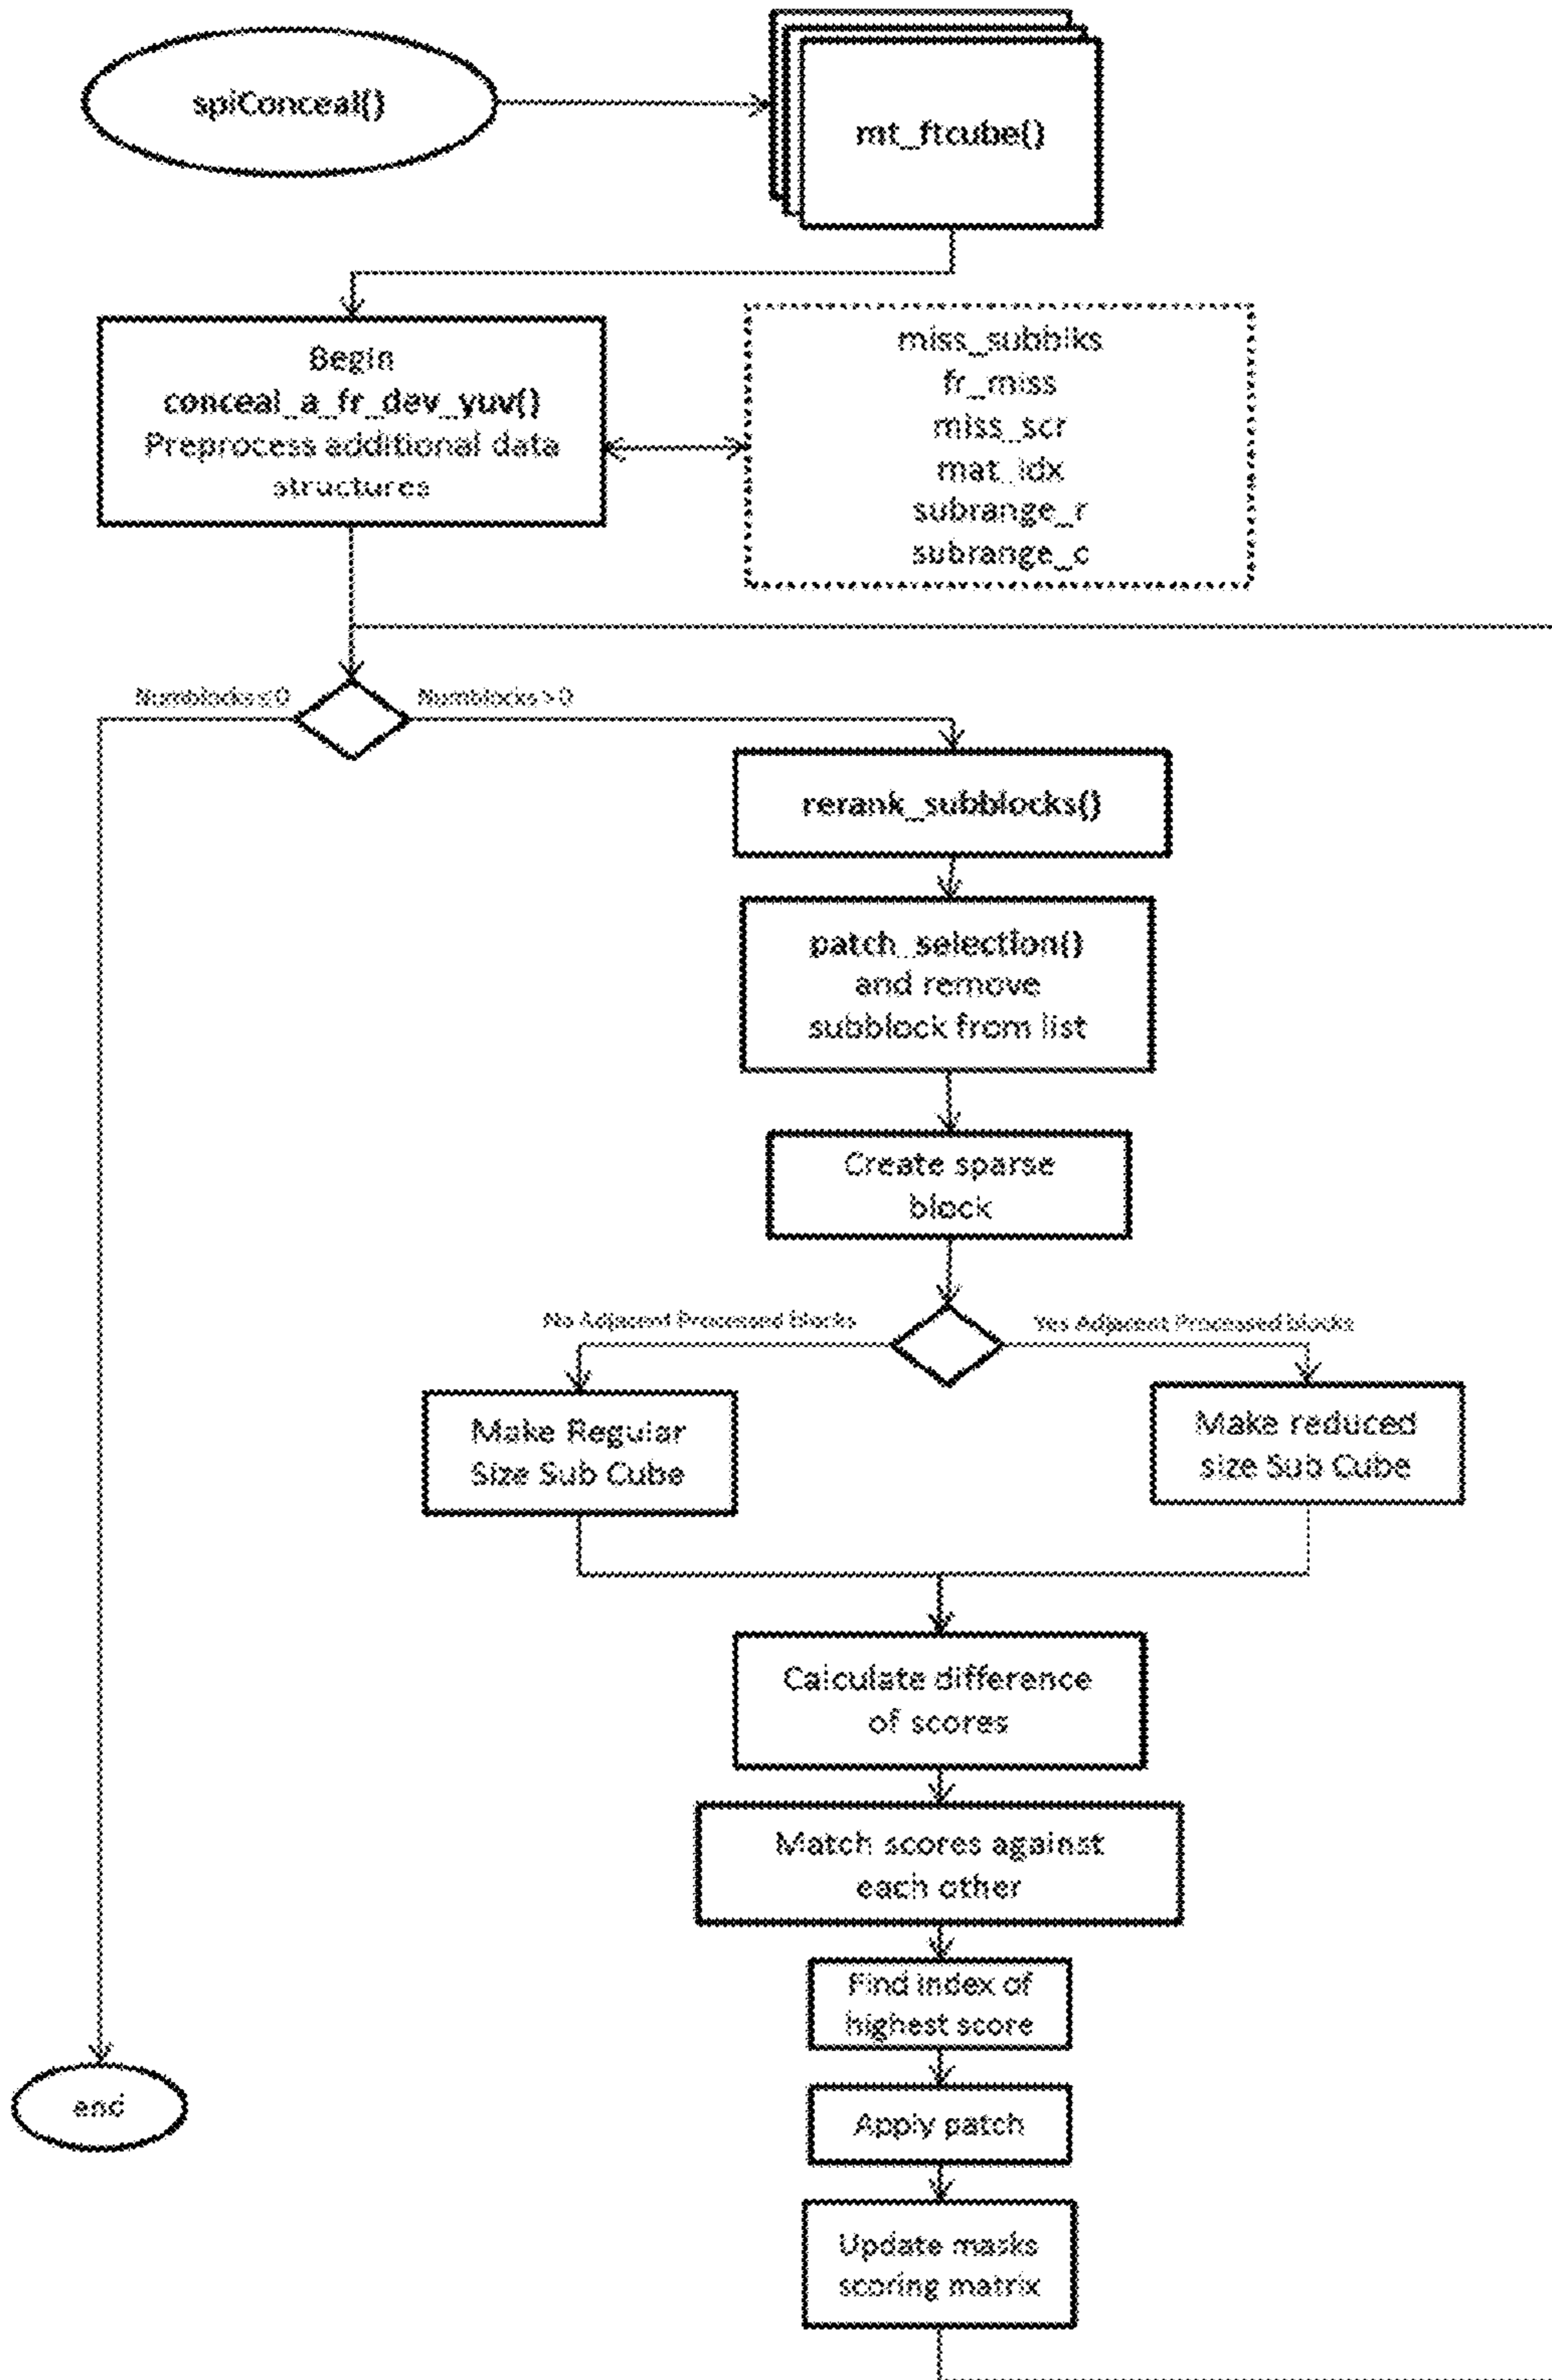 spiConceal()
mt_ftcube()
Begin
conceal_a_fr_dev_yuv()
Preprocess additional data
structures
miss_subblks
fr_miss
miss_scr
mat_idx
subrange_r
subrange_c
Numblocks≤0
Numblocks>0
rerank_subblocks()
patch_selection()
and remove
subblock from list
Create sparse
block
No Adjacent Processed blocks
Yes Adjacent Processed blocks
Make Regular
Size Sub Cube
Make reduced
size Sub Cube
Calculate difference
of scores
Match scores against
each other
Find index of
highest score
end
Apply patch
Update masks
scoring matrix